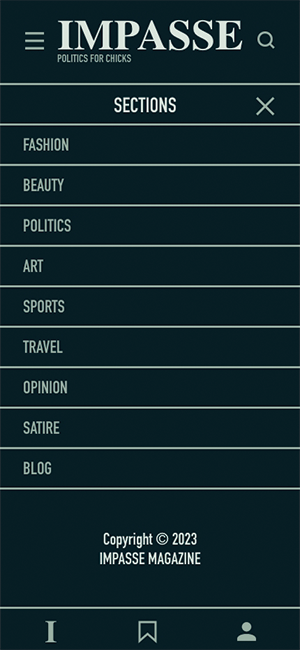 IMPASSE
POLITICS FOR CHICKS
SECTIONS
FASHION
BEAUTY
POLITICS
ART
SPORTS
TRAVEL
OPINION
SATIRE
BLOG
Copyright © 2023
IMPASSE MAGAZINE
I